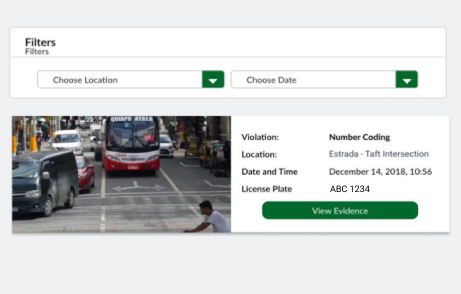 Filters
Filters
Choose Location
Choose Date
QUIAPO AYALA
Violation: Number Coding
Location: Estrada - Taft Intersection
Date and Time December 14, 2018, 10:56
License Plate ABC 1234
View Evidence